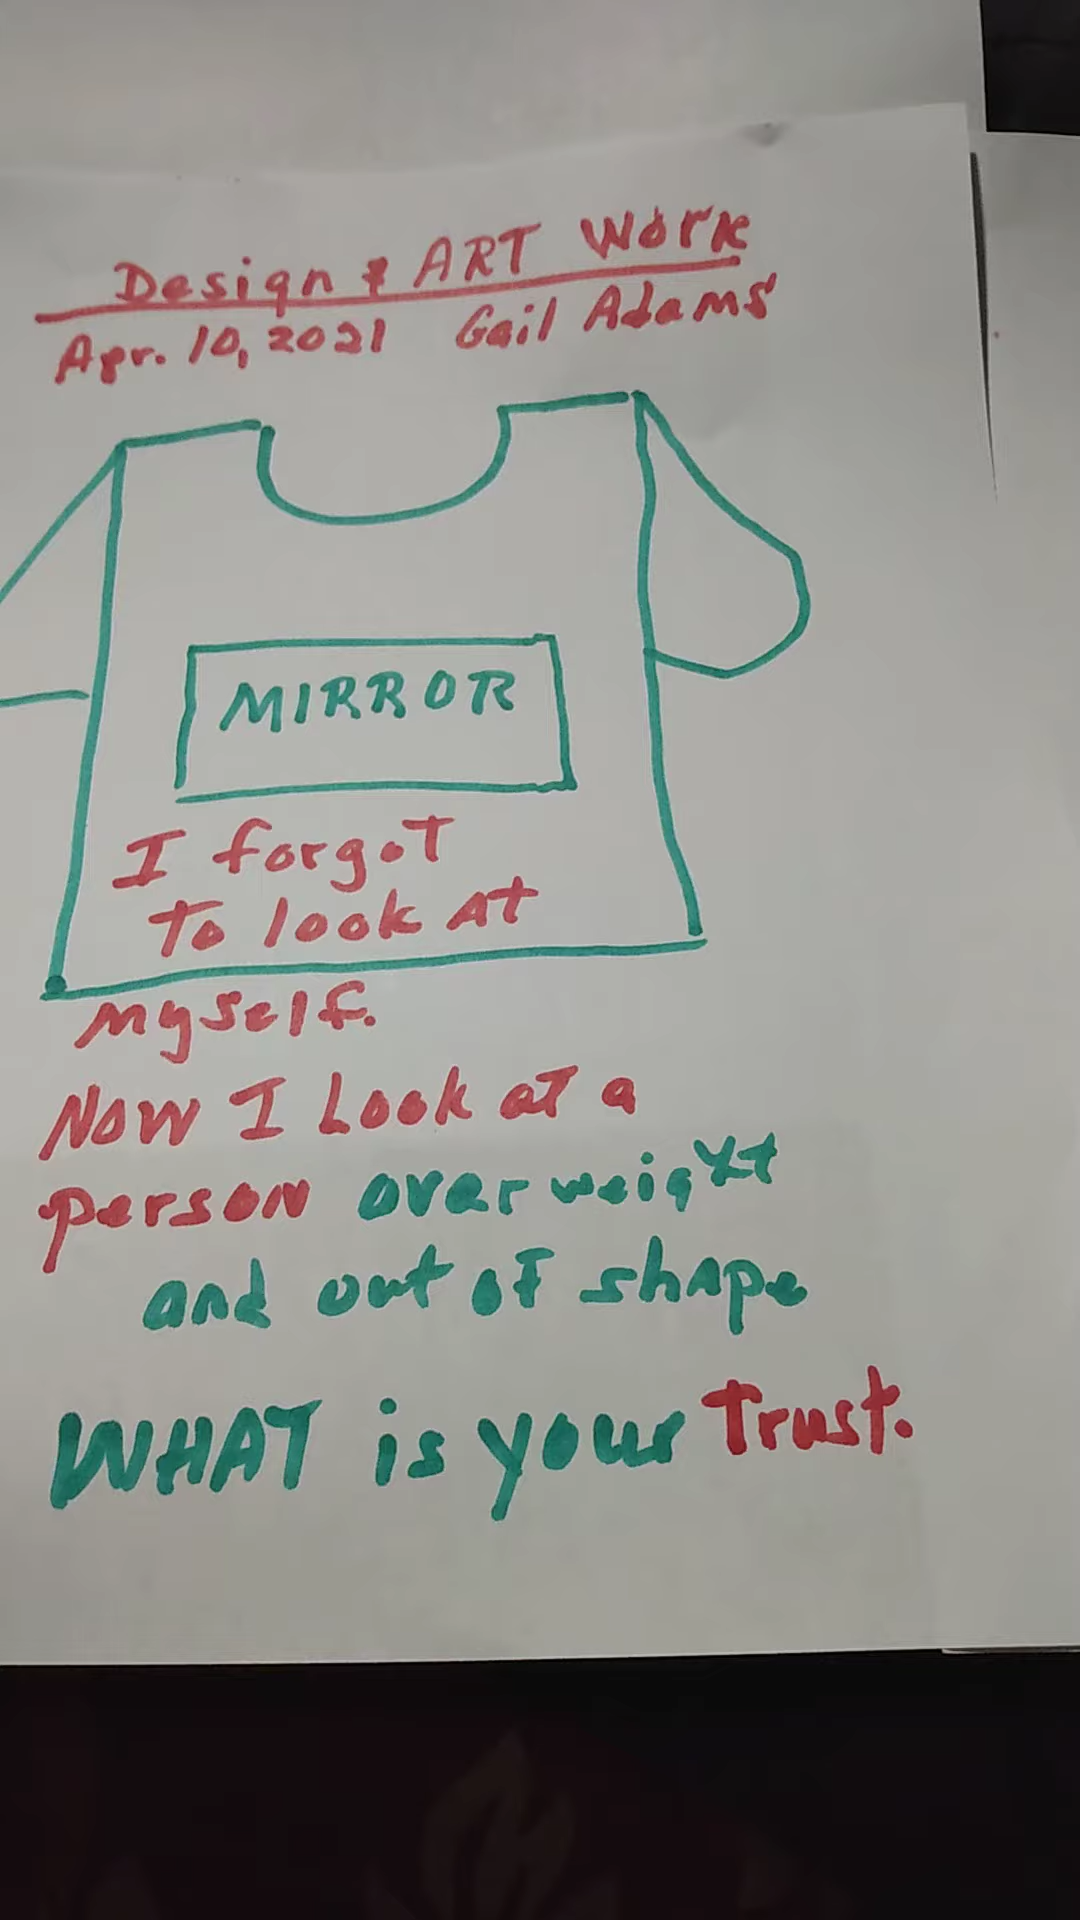 Design & ART Work
Apr. 10, 2021 Gail Adams
MIRROR
I forgot
To look at
myself.
Now I Look at a
person overweight
and out of shape
WHAT is your Trust.